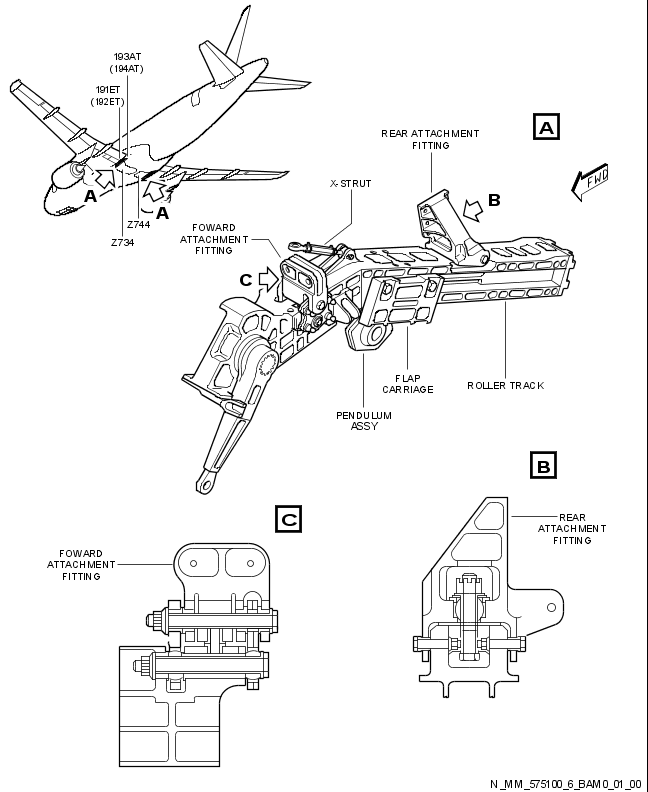 193AT
(194AT)
191ET
(192ET)
A
A
Z744
Z734
A
REAR ATTACHMENT
FITTING
FWD
X-STRUT
B
FOWARD
ATTACHMENT
FITTING
C
FLAP
CARRIAGE
ROLLER TRACK
PENDULUM
ASSY
B
C
REAR
ATTACHMENT
FITTING
FOWARD
ATTACHMENT
FITTING
N_MM_575100_6_BAM0_01_00